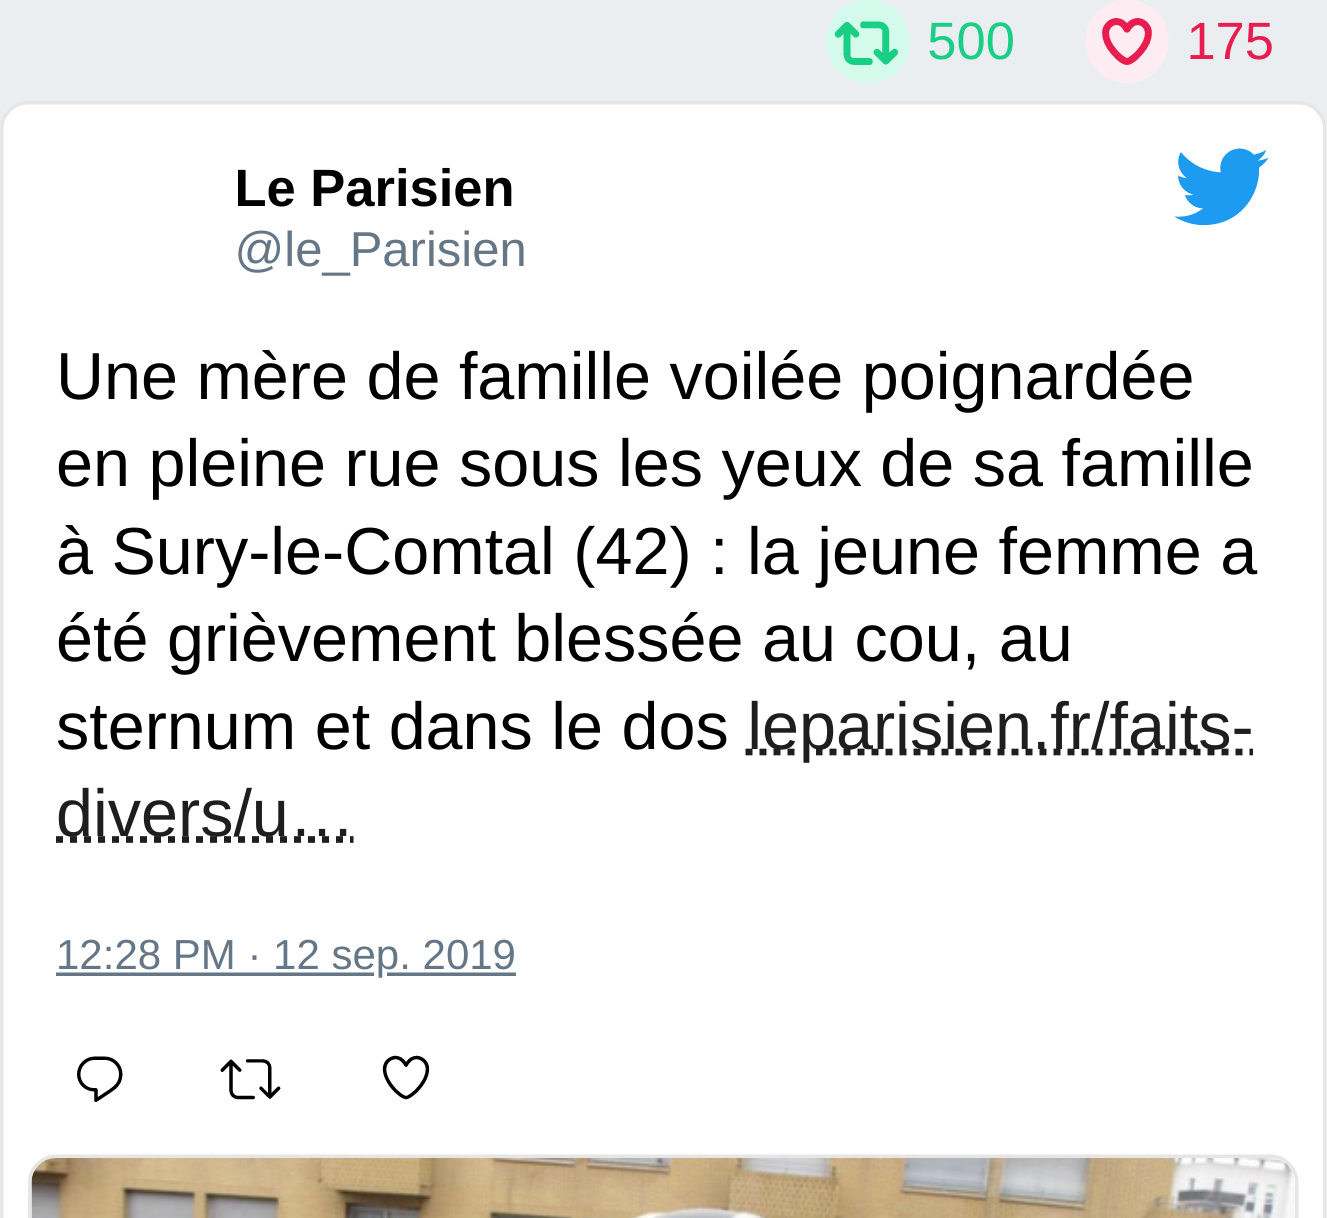 500 175
Le Parisien
@le_Parisien
Une mère de famille voilée poignardée
en pleine rue sous les yeux de sa famille
à Sury-le-Comtal (42) : la jeune femme a
été grièvement blessée au cou, au
sternum et dans le dos leparisien.fr/faits-
divers/u…
12:28 PM · 12 sep. 2019